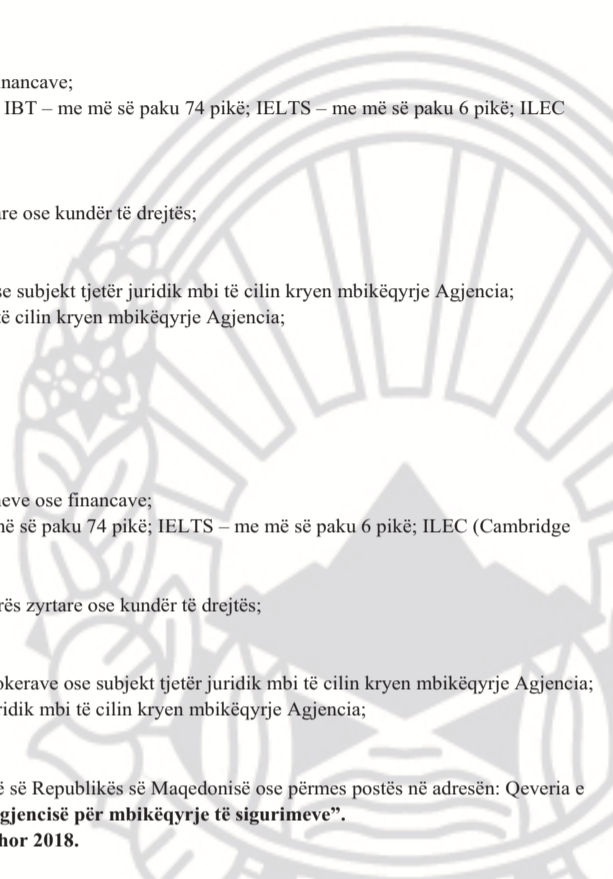 nancave;
IBT – me më së paku 74 pikë; IELTS – me më së paku 6 pikë; ILEC
re ose kundër të drejtës;
se subjekt tjetër juridik mbi të cilin kryen mbikëqyrje Agjencia;
të cilin kryen mbikëqyrje Agjencia;
eve ose financave;
më së paku 74 pikë; IELTS – me më së paku 6 pikë; ILEC (Cambridge
rës zyrtare ose kundër të drejtës;
okerave ose subjekt tjetër juridik mbi të cilin kryen mbikëqyrje Agjencia;
ridik mbi të cilin kryen mbikëqyrje Agjencia;
ë së Republikës së Maqedonisë ose përmes postës në adresën: Qeveria e
gjencisë për mbikëqyrje të sigurimeve”.
hor 2018.